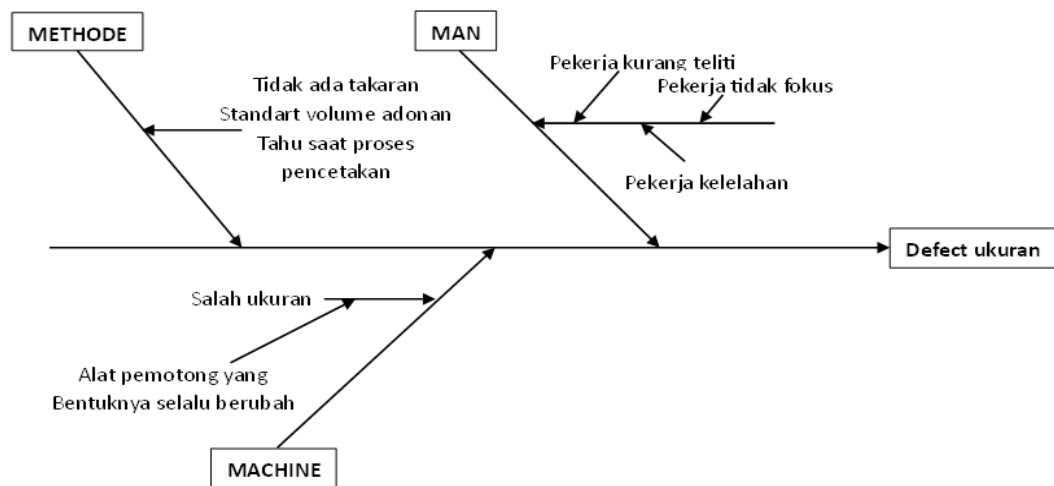 METHODE
MAN
Pekerja kurang teliti
Pekerja tidak fokus
Tidak ada takaran
Standart volume adonan
Tahu saat proses
pencetakan
Pekerja kelelahan
Defect ukuran
Salah ukuran
Alat pemotong yang
Bentuknya selalu berubah
MACHINE